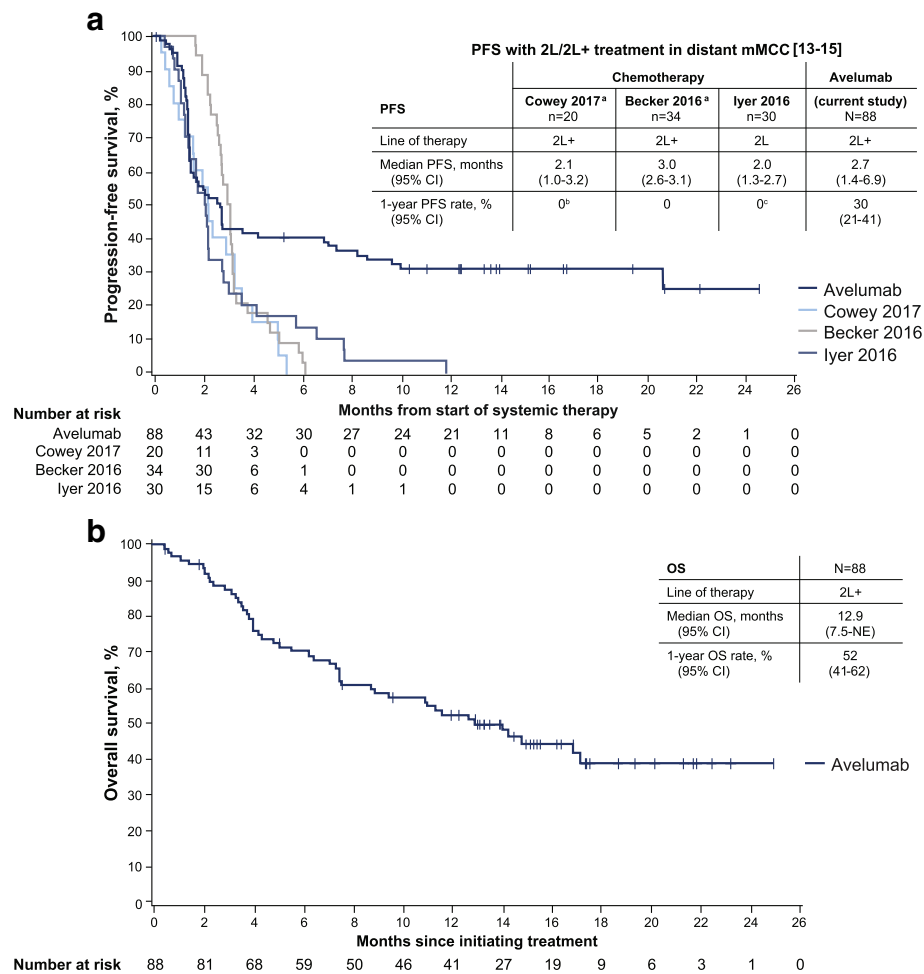 a
PFS with 2L/2L+ treatment in distant mMCC [13-15]
PFS
Chemotherapy
Avelumab
Cowey 2017ᵃ Becker 2016ᵃ Iyer 2016 (current study)
n=20 n=34 n=30 N=88
Line of therapy 2L+ 2L+ 2L 2L+
Median PFS, months 2.1 3.0 2.0 2.7
(95% CI) (1.0-3.2) (2.6-3.1) (1.3-2.7) (1.4-6.9)
1-year PFS rate, % 0ᵇ 0 0ᶜ 30
(95% CI) (21-41)
Progression-free survival, %
100
90
80
70
60
50
40
30
20
10
0
Avelumab
Cowey 2017
Becker 2016
Iyer 2016
0 2 4 6 8 10 12 14 16 18 20 22 24 26
Months from start of systemic therapy
Number at risk
Avelumab 88 43 32 30 27 24 21 11 8 6 5 2 1 0
Cowey 2017 20 11 3 0 0 0 0 0 0 0 0 0 0 0
Becker 2016 34 30 6 1 0 0 0 0 0 0 0 0 0 0
Iyer 2016 30 15 6 4 1 1 0 0 0 0 0 0 0 0
b
OS N=88
Line of therapy 2L+
Median OS, months 12.9
(95% CI) (7.5-NE)
1-year OS rate, % 52
(95% CI) (41-62)
Overall survival, %
100
90
80
70
60
50
40
30
20
10
0
Avelumab
0 2 4 6 8 10 12 14 16 18 20 22 24 26
Months since initiating treatment
Number at risk 88 81 68 59 50 46 41 27 19 9 6 3 1 0